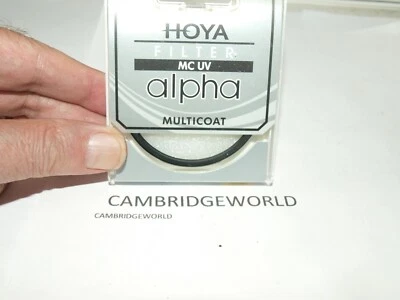 HOYA
FILTER
MC UV
alpha
MULTICOAT
CAMBRIDGEWORLD
CAMBRIDGEWORLD